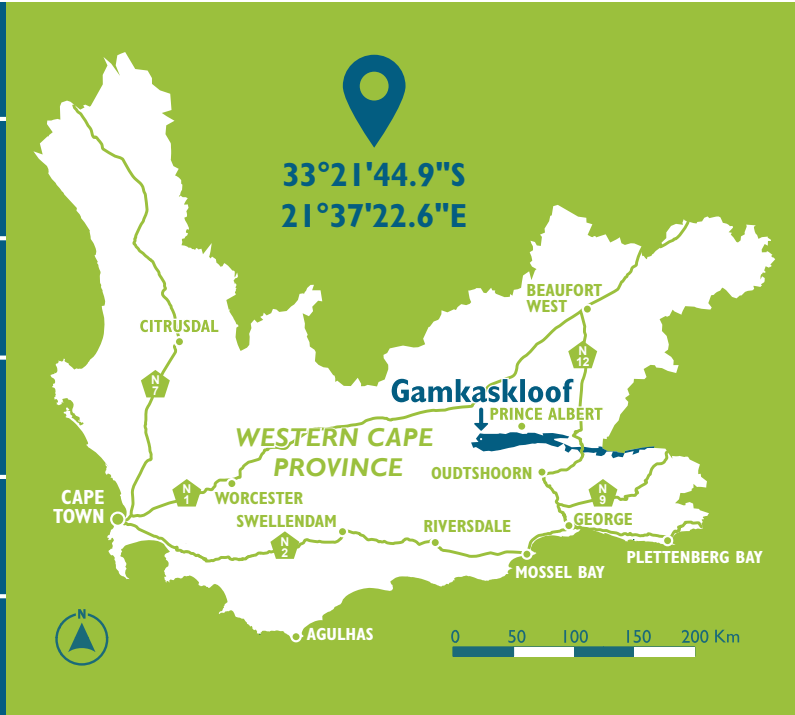 33°21'44.9"S
21°37'22.6"E
BEAUFORT
WEST
CITRUSDAL
N
12
N
7
Gamkaskloof
PRINCE ALBERT
WESTERN CAPE
PROVINCE
OUDTSHOORN
CAPE
TOWN
N
1
WORCESTER
N
9
SWELLENDAM
N
2
RIVERSDALE
GEORGE
PLETTENBERG BAY
MOSSEL BAY
AGULHAS
N
0 50 100 150 200 Km